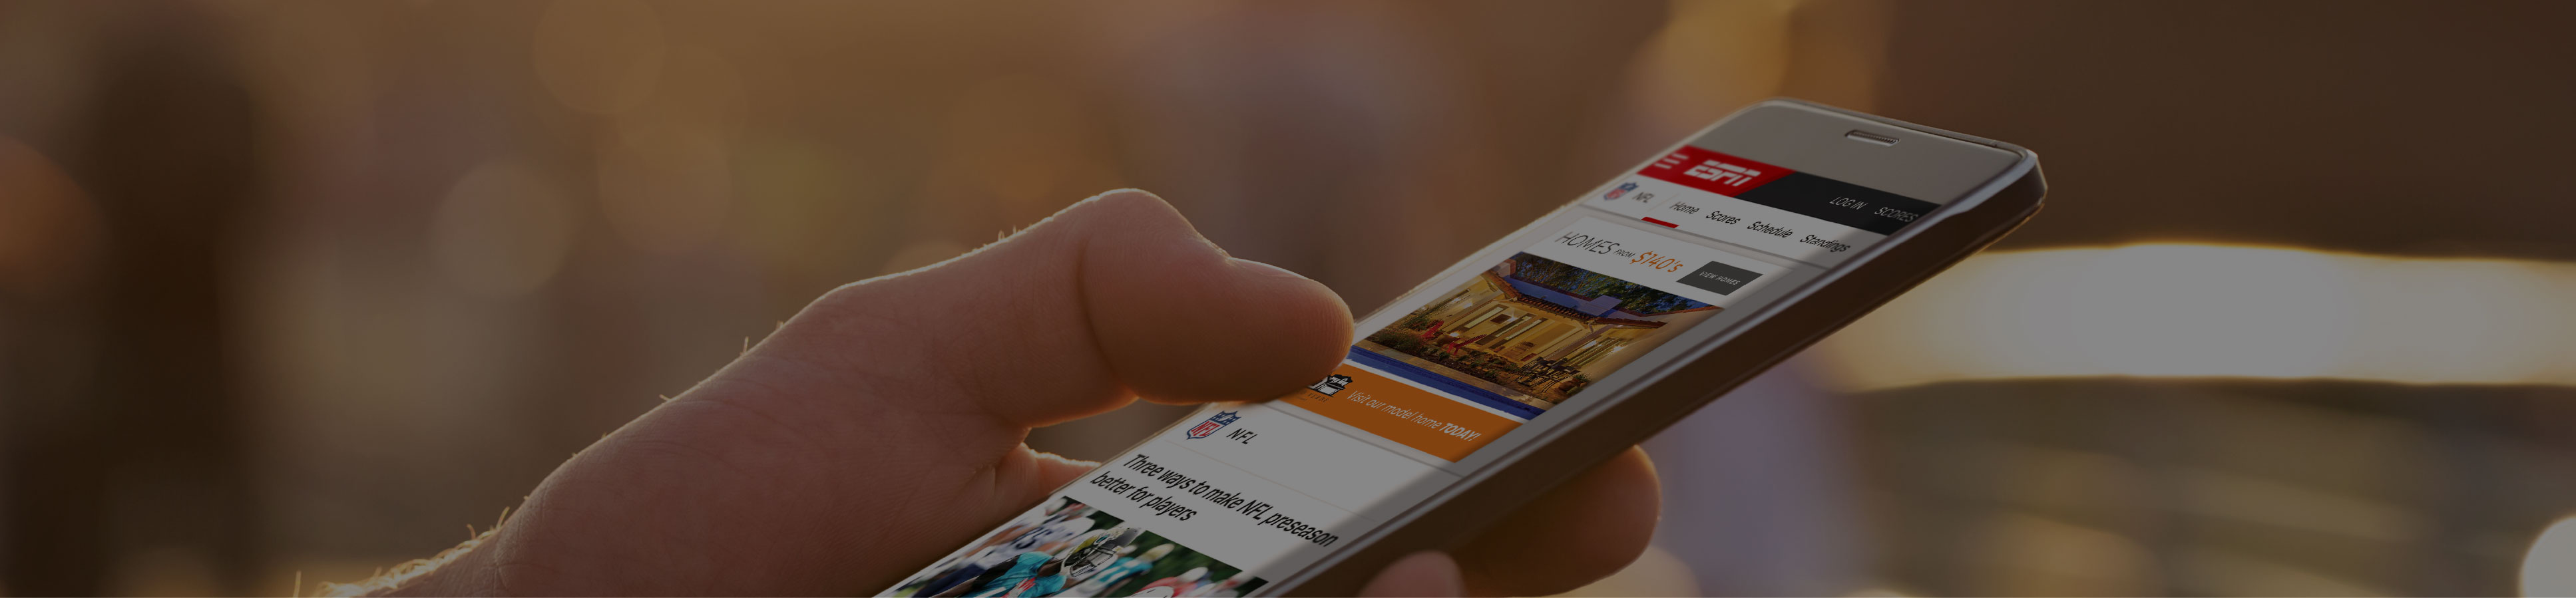 ESPN
LOG IN SCORES
NFL Home Scores Schedule Standings
HOMES FROM $140's
VIEW HOMES
Visit our model home TODAY!
NFL
NFL
Three ways to make NFL preseason
better for players